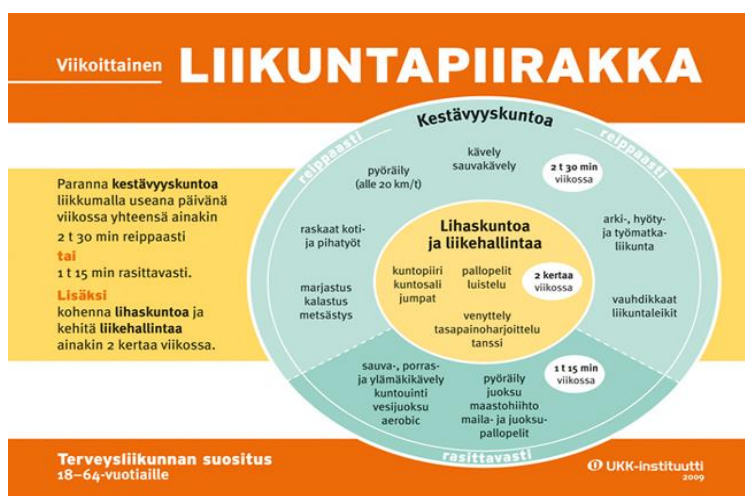 Viikoittainen LIIKUNTAPIIRAKKA
Paranna kestävyyskuntoa
liikkumalla useana päivänä
viikossa yhteensä ainakin
2 t 30 min reippaasti
tai
1 t 15 min rasittavasti.
Lisäksi
kohenna lihaskuntoa ja
kehitä liikehallintaa
ainakin 2 kertaa viikossa.
Kestävyyskuntoa
reippaasti
reippaasti
kävely
sauvakävely
2 t 30 min
viikossa
pyöräily
(alle 20 km/t)
raskaat koti-
ja pihatyöt
arki-, hyöty-
ja työmatka-
liikunta
marjastus
kalastus
metsästys
vauhdikkaat
liikuntaleikit
Lihaskuntoa
ja liikehallintaa
kuntopiiri
kuntosali
jumpat
pallopelit
luistelu
2 kertaa
viikossa
venyttely
tasapainoharjoittelu
tanssi
sauva-, porras-
ja ylämäkikävely
kuntouinti
vesijuoksu
aerobic
pyöräily
juoksu
maastohiihto
maila- ja juoksu-
pallopelit
1 t 15 min
viikossa
rasittavasti
Terveysliikunnan suositus
18–64-vuotiaille
UKK-instituutti
2009